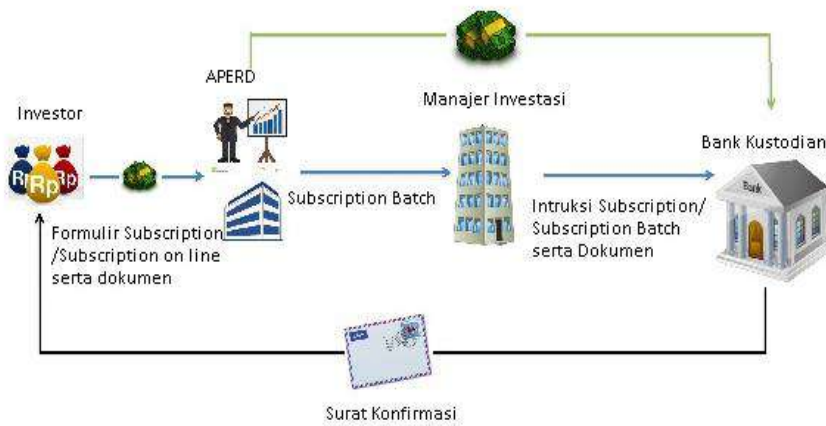 APERD
Manajer Investasi
Investor
Bank Kustodian
Rp Rp Rp
Bank
Subscription Batch
Intruksi Subscription/
Subscription Batch
serta Dokumen
Formulir Subscription
/Subscription on line
serta dokumen
Surat Konfirmasi